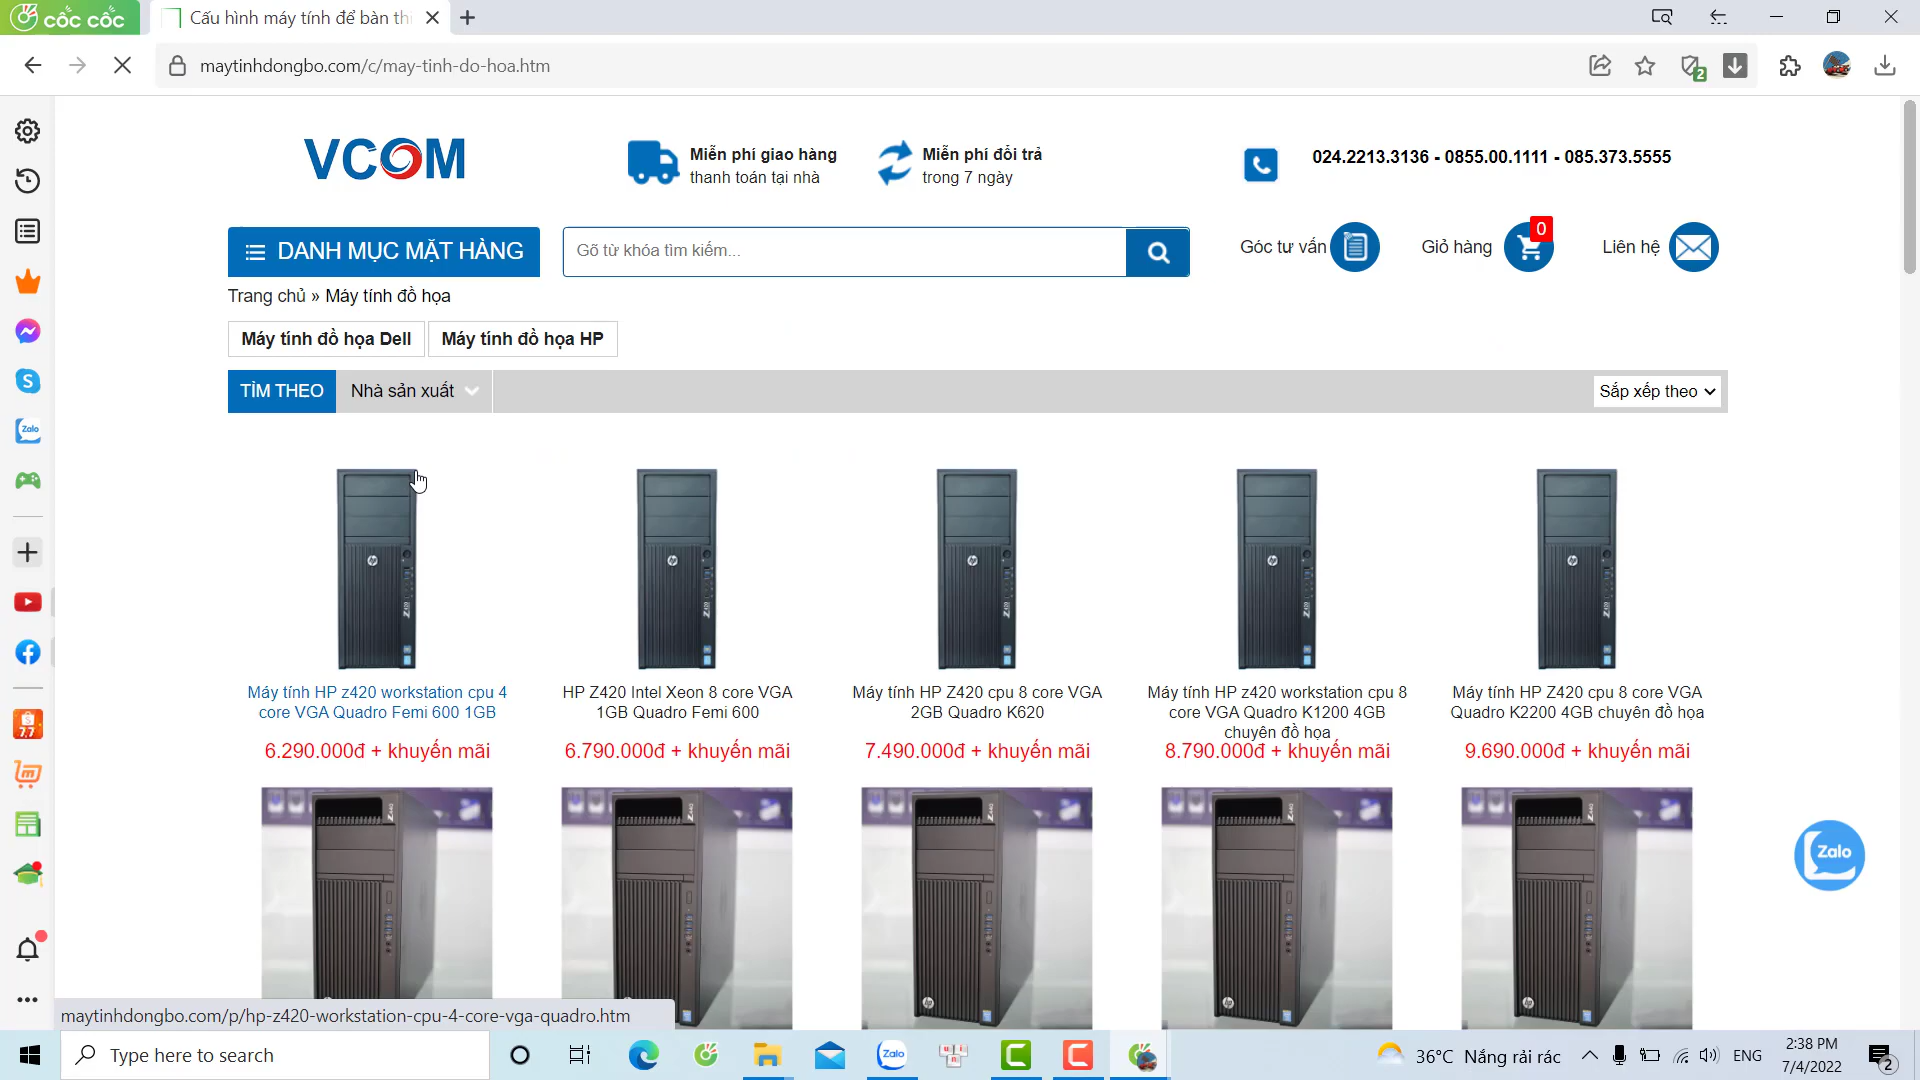 cốc cốc
Cấu hình máy tính để bàn thi
maytinhdongbo.com/c/may-tinh-do-hoa.htm
2
VCOM
Miễn phí giao hàng
thanh toán tại nhà
Miễn phí đổi trả
trong 7 ngày
024.2213.3136 - 0855.00.1111 - 085.373.5555
DANH MỤC MẶT HÀNG
Gõ từ khóa tìm kiếm...
Góc tư vấn
Giỏ hàng
0
Liên hệ
Trang chủ » Máy tính đồ họa
Máy tính đồ họa Dell
Máy tính đồ họa HP
TÌM THEO
Nhà sản xuất
Sắp xếp theo
Máy tính HP z420 workstation cpu 4
core VGA Quadro Femi 600 1GB
6.290.000đ + khuyến mãi
HP Z420 Intel Xeon 8 core VGA
1GB Quadro Femi 600
6.790.000đ + khuyến mãi
Máy tính HP Z420 cpu 8 core VGA
2GB Quadro K620
7.490.000đ + khuyến mãi
Máy tính HP z420 workstation cpu 8
core VGA Quadro K1200 4GB
chuyên đồ họa
8.790.000đ + khuyến mãi
Máy tính HP Z420 cpu 8 core VGA
Quadro K2200 4GB chuyên đồ họa
9.690.000đ + khuyến mãi
Zalo
Zalo
7.7
maytinhdongbo.com/p/hp-z420-workstation-cpu-4-core-vga-quadro.htm
Type here to search
Zalo
36°C Nắng rải rác
ENG
2:38 PM
7/4/2022
2